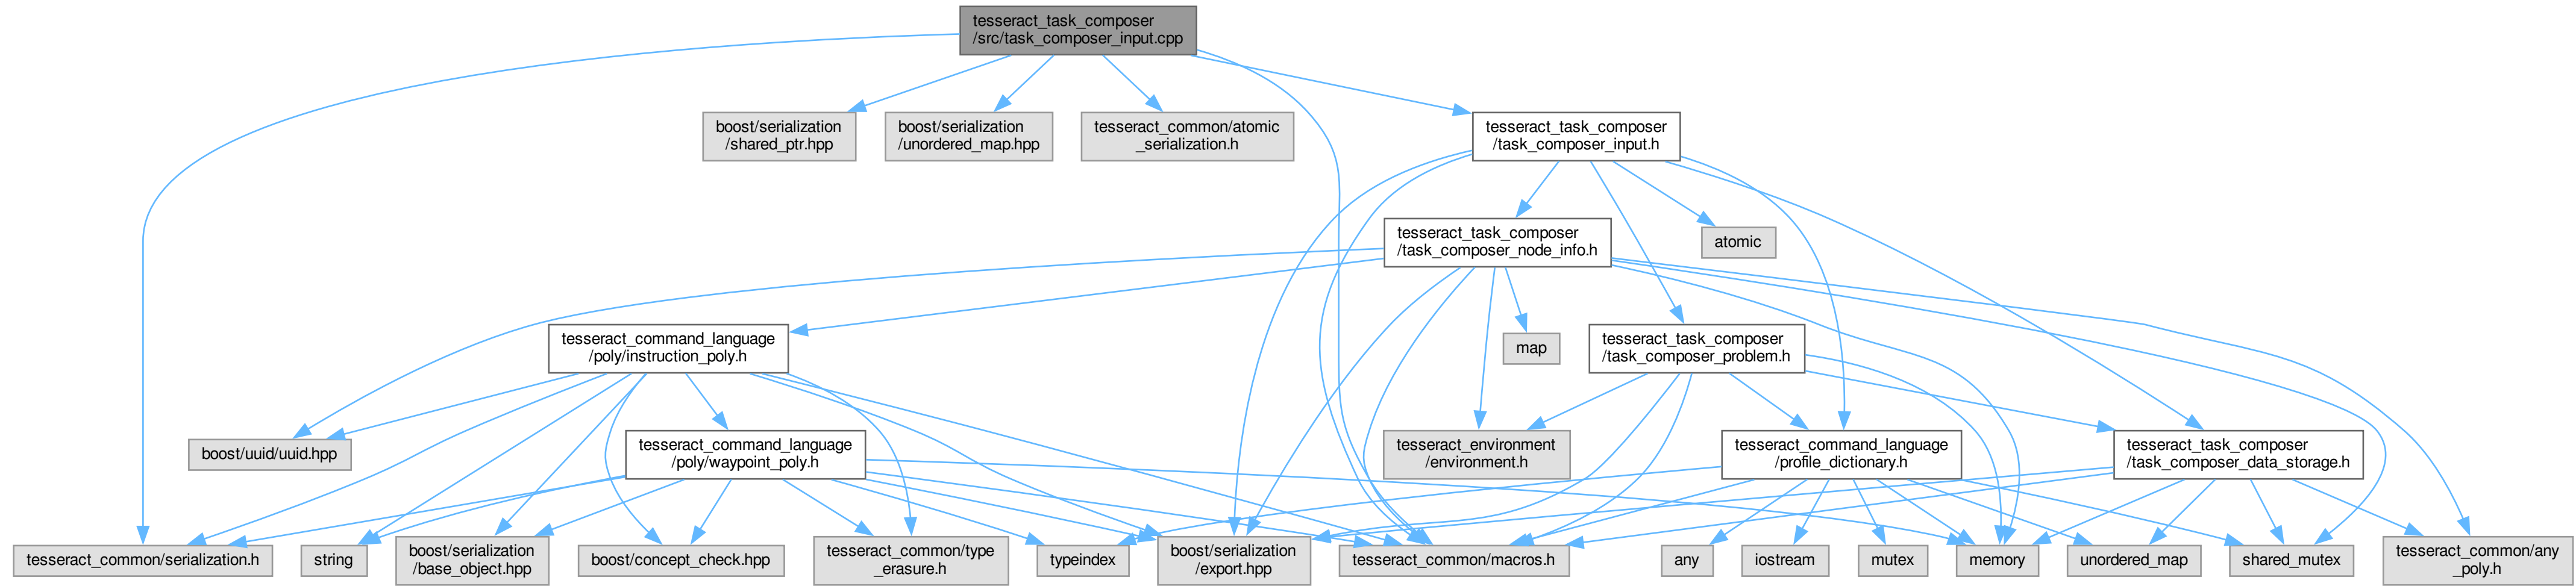 tesseract_task_composer
/src/task_composer_input.cpp
boost/serialization
/shared_ptr.hpp
boost/serialization
/unordered_map.hpp
tesseract_common/atomic
_serialization.h
tesseract_task_composer
/task_composer_input.h
tesseract_task_composer
/task_composer_node_info.h
atomic
tesseract_command_language
/poly/instruction_poly.h
map
tesseract_task_composer
/task_composer_problem.h
boost/uuid/uuid.hpp
tesseract_command_language
/poly/waypoint_poly.h
tesseract_environment
/environment.h
tesseract_command_language
/profile_dictionary.h
tesseract_task_composer
/task_composer_data_storage.h
tesseract_common/serialization.h
string
boost/serialization
/base_object.hpp
boost/concept_check.hpp
tesseract_common/type
_erasure.h
typeindex
boost/serialization
/export.hpp
tesseract_common/macros.h
any
iostream
mutex
memory
unordered_map
shared_mutex
tesseract_common/any
_poly.h